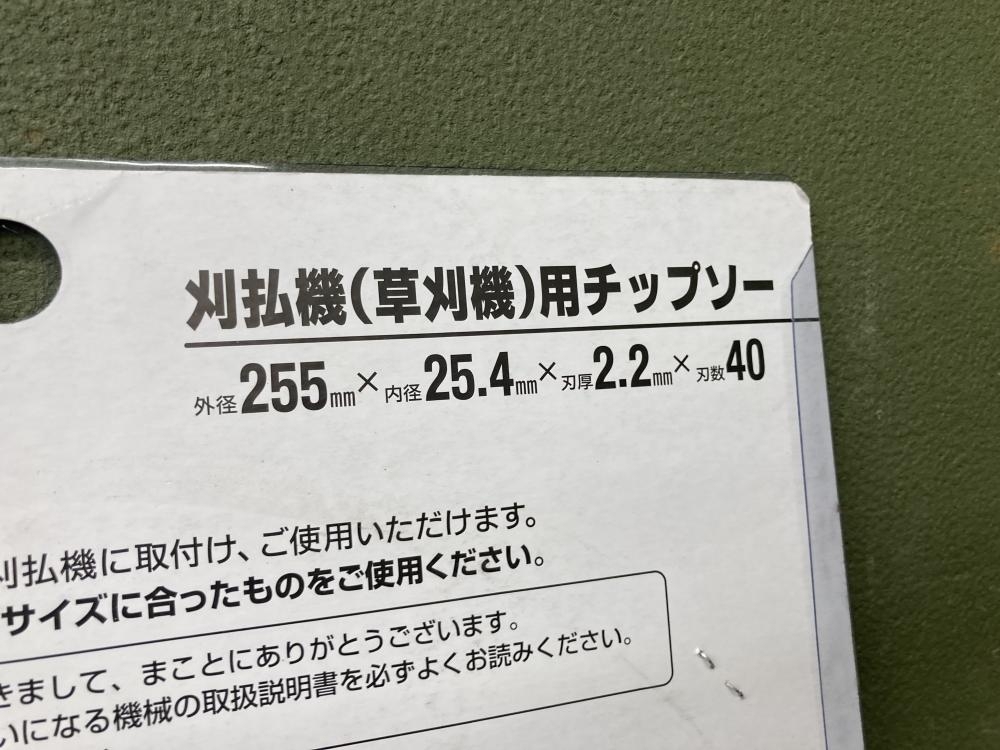 刈払機(草刈機)用チップソー
外径255mm×内径25.4mm×刃厚2.2mm×刃数40
刈払機に取付け、ご使用いただけます。
サイズに合ったものをご使用ください。
きまして、まことにありがとうございます。
いになる機械の取扱説明書を必ずよくお読みください。